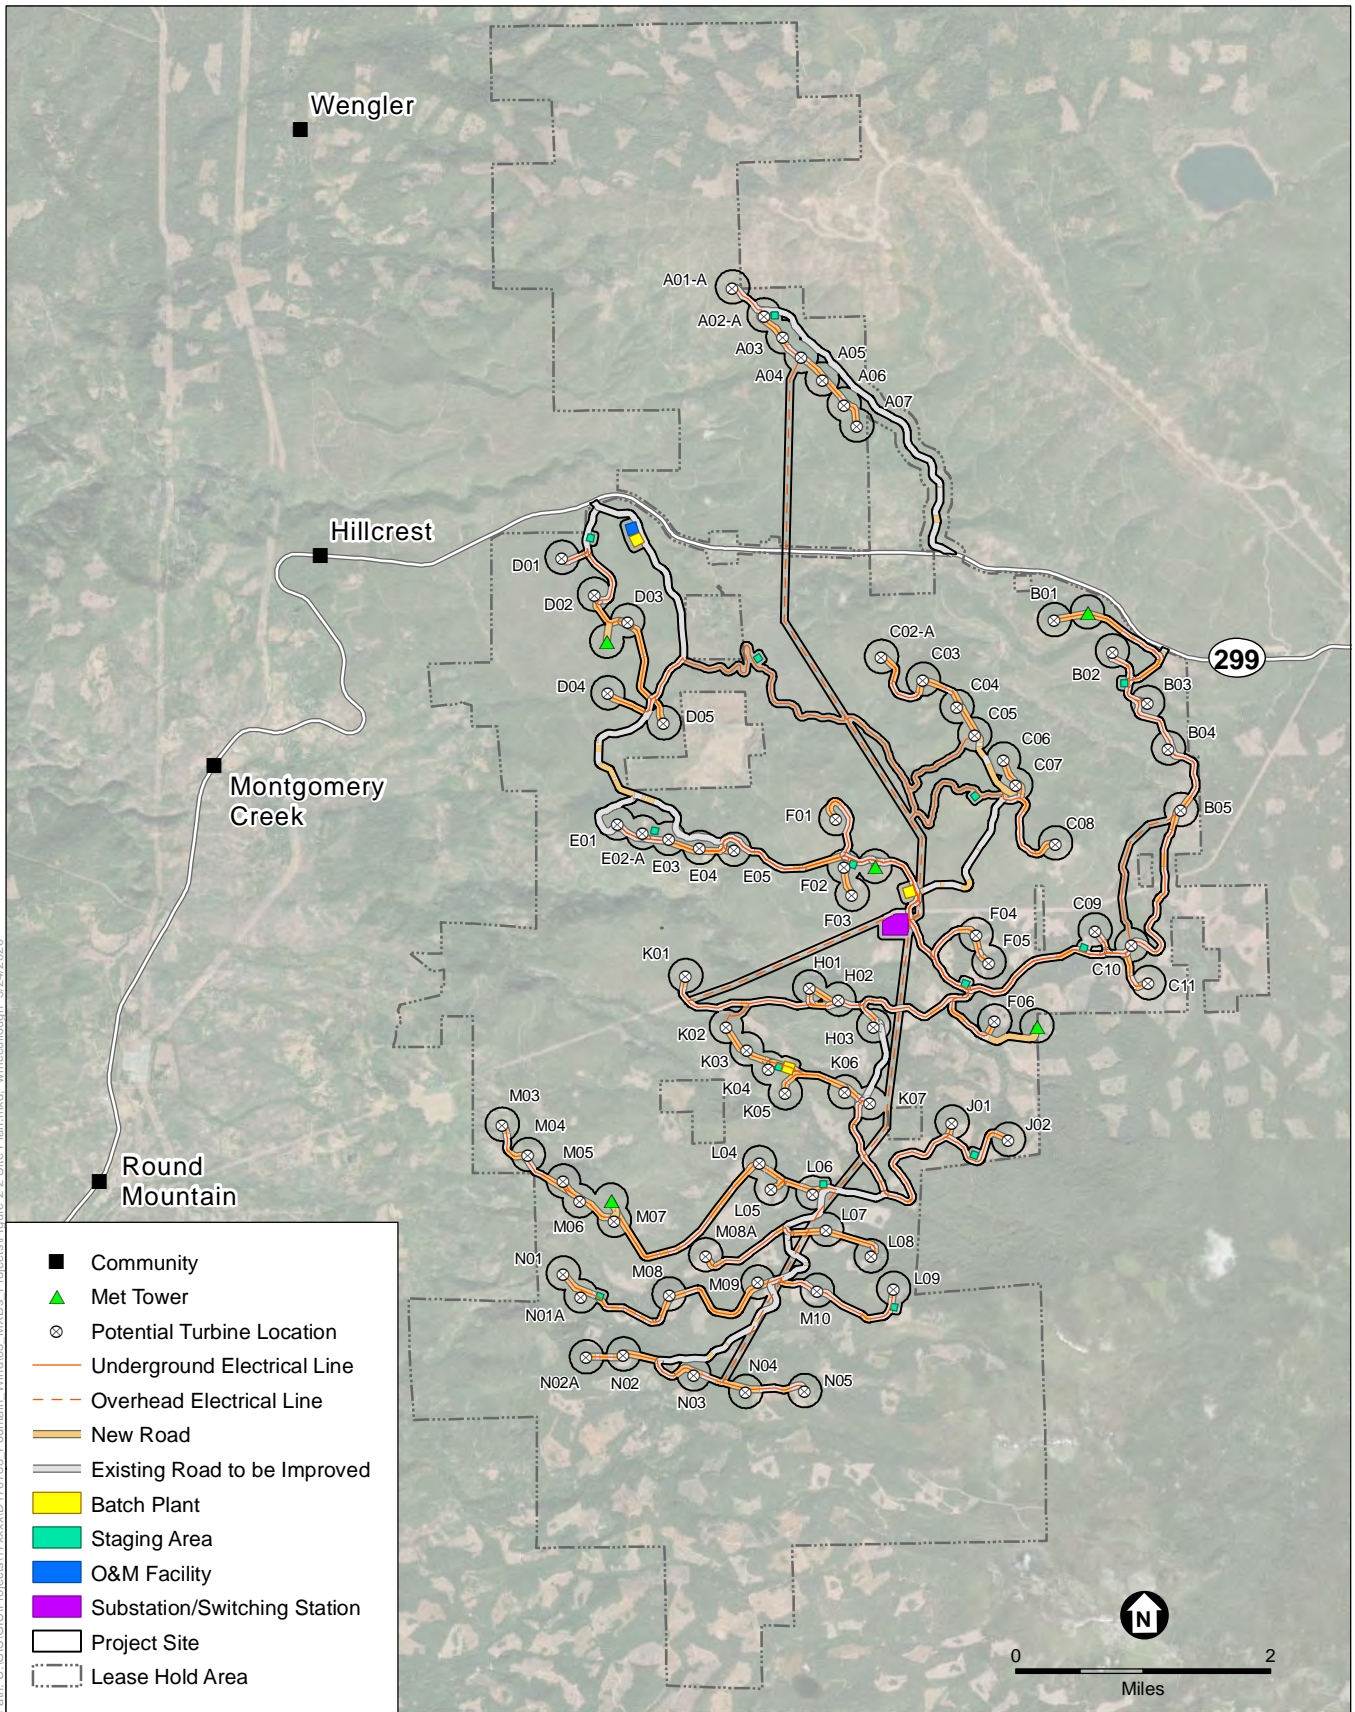 Wengler
A01-A
A02-A
A03
A05
A04
A06
A07
Hillcrest
D01
D02
D03
B01
C02-A
299
B02
C03
D04
C04
B03
D05
C05
B04
C06
Montgomery
Creek
C07
F01
B05
E01
E02-A
C08
E03
E04
E05
F02
F03
C09
F04
F05
K01
H01
H02
C10
C11
F06
K02
H03
K03
K06
K04
K05
K07
M03
J01
M04
J02
M05
L04
Round
Mountain
L06
L05
M06
M07
L07
M08A
L08
N01
M08
M09
L09
N01A
M10
N04
N05
N02A
N02
N03
Community
Met Tower
Potential Turbine Location
Underground Electrical Line
Overhead Electrical Line
New Road
Existing Road to be Improved
Batch Plant
Staging Area
O&M Facility
Substation/Switching Station
Project Site
Lease Hold Area
N
0 2
Miles